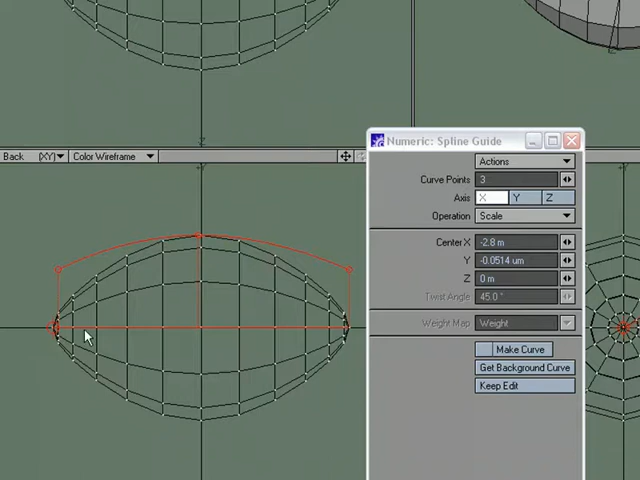 Numeric: Spline Guide
Back (XY) Color Wireframe
Actions
Curve Points 3
Axis X Y Z
Operation Scale
Center X -2.8 m
Y -0.0514 um
Z 0 m
Twist Angle 45.0°
Weight Map Weight
Make Curve
Get Background Curve
Keep Edit